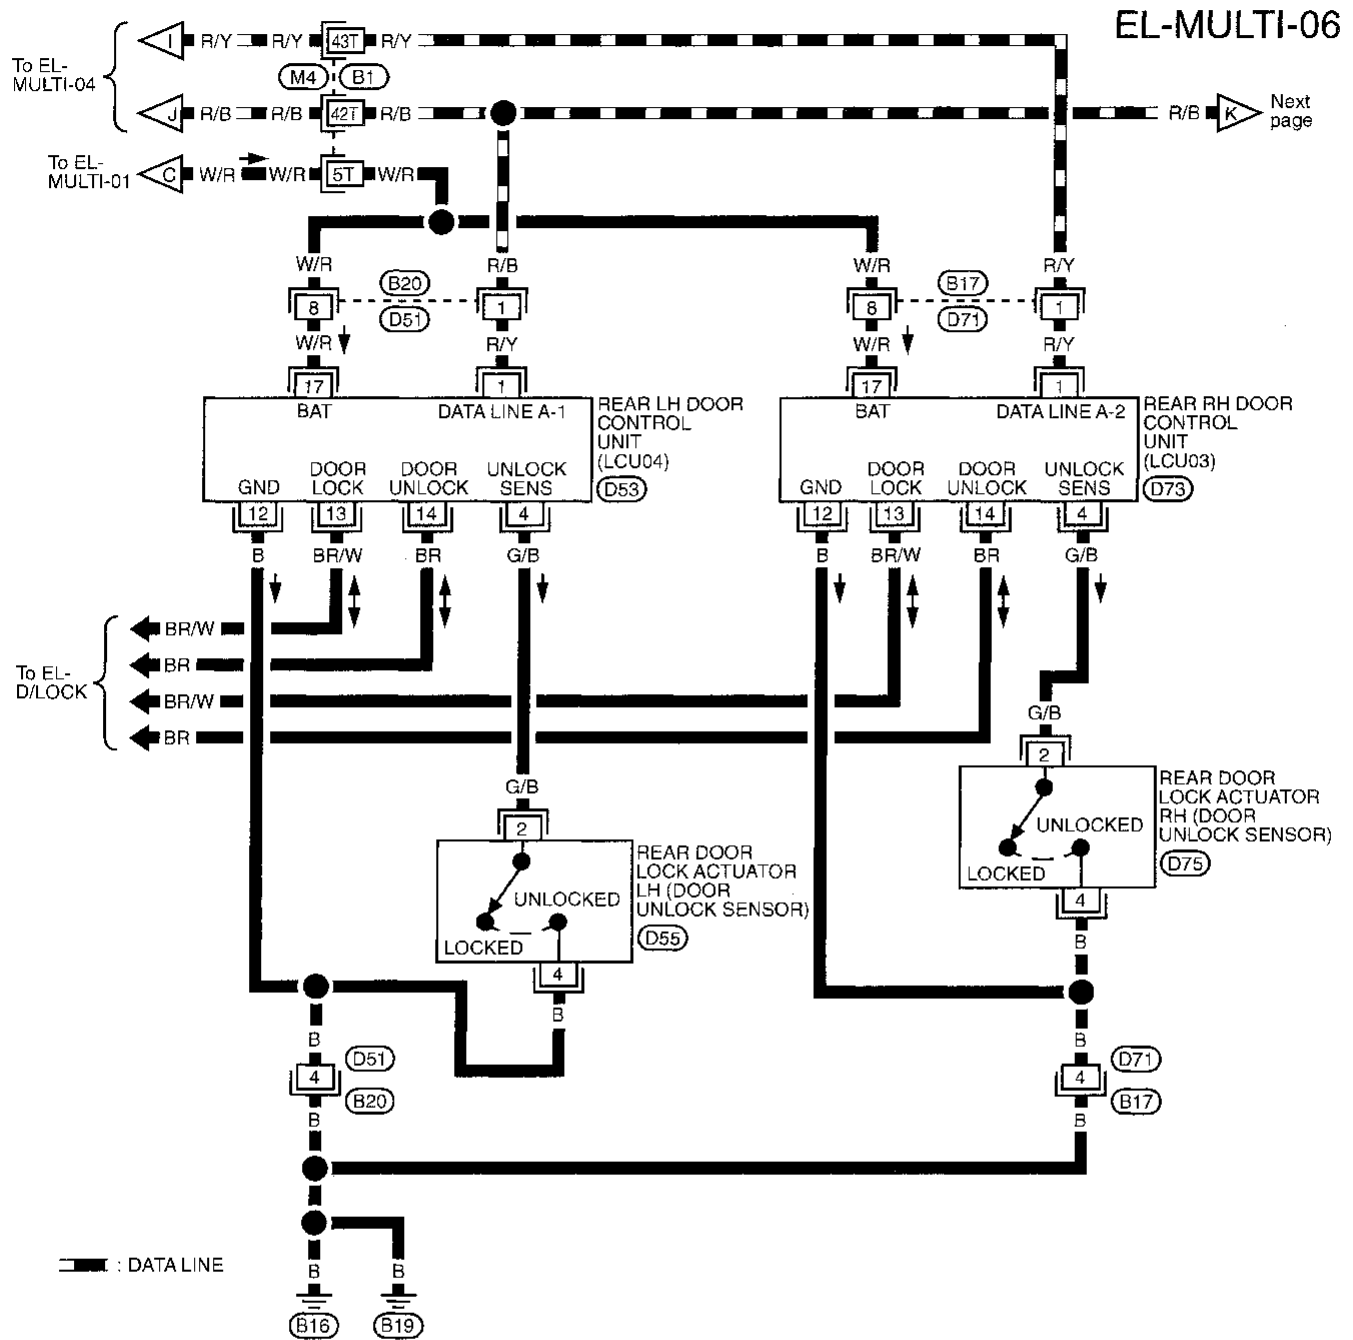 EL-MULTI-06
I R/Y R/Y 43T R/Y
To EL-
MULTI-04
M4 B1
J R/B R/B 42T R/B R/B K Next
page
To EL-
MULTI-01
C W/R W/R 5T W/R
W/R R/B W/R R/Y
B20 B17
8 1 8 1
D51 D71
W/R R/Y W/R R/Y
17 1 17 1
BAT DATA LINE A-1
REAR LH DOOR
CONTROL
UNIT
(LCU04)
D53
BAT DATA LINE A-2
REAR RH DOOR
CONTROL
UNIT
(LCU03)
D73
GND DOOR
LOCK DOOR
UNLOCK UNLOCK
SENS
GND DOOR
LOCK DOOR
UNLOCK UNLOCK
SENS
12 13 14 4 12 13 14 4
B BR/W BR G/B B BR/W BR G/B
To EL-
D/LOCK
BR/W
BR
BR/W
BR
G/B
2
REAR DOOR
LOCK ACTUATOR
RH (DOOR
UNLOCK SENSOR)
D75
UNLOCKED
LOCKED
4
B
G/B
2
REAR DOOR
LOCK ACTUATOR
LH (DOOR
UNLOCK SENSOR)
D55
UNLOCKED
LOCKED
4
B
B B
D51 D71
4 4
B20 B17
B B
: DATA LINE
B B
B16 B19